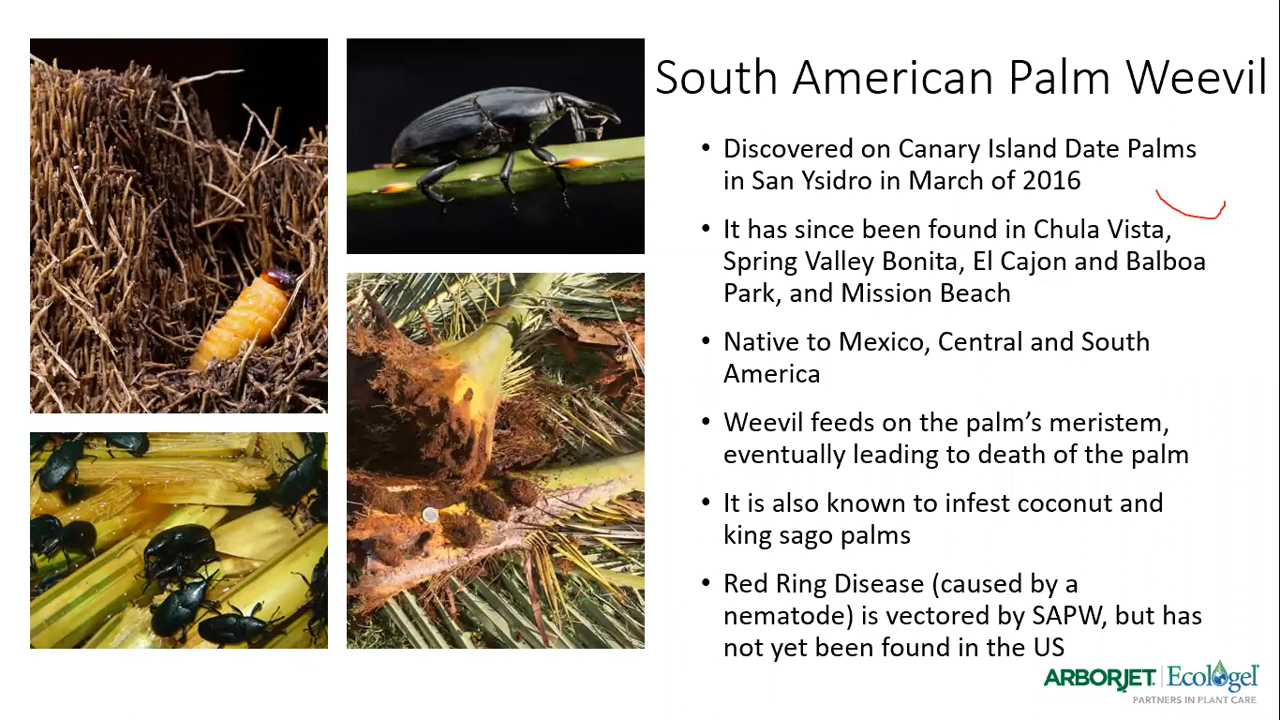 South American Palm Weevil
• Discovered on Canary Island Date Palms
in San Ysidro in March of 2016
• It has since been found in Chula Vista,
Spring Valley Bonita, El Cajon and Balboa
Park, and Mission Beach
• Native to Mexico, Central and South
America
• Weevil feeds on the palm’s meristem,
eventually leading to death of the palm
• It is also known to infest coconut and
king sago palms
• Red Ring Disease (caused by a
nematode) is vectored by SAPW, but has
not yet been found in the US
ARBORJET | Ecologel
PARTNERS IN PLANT CARE